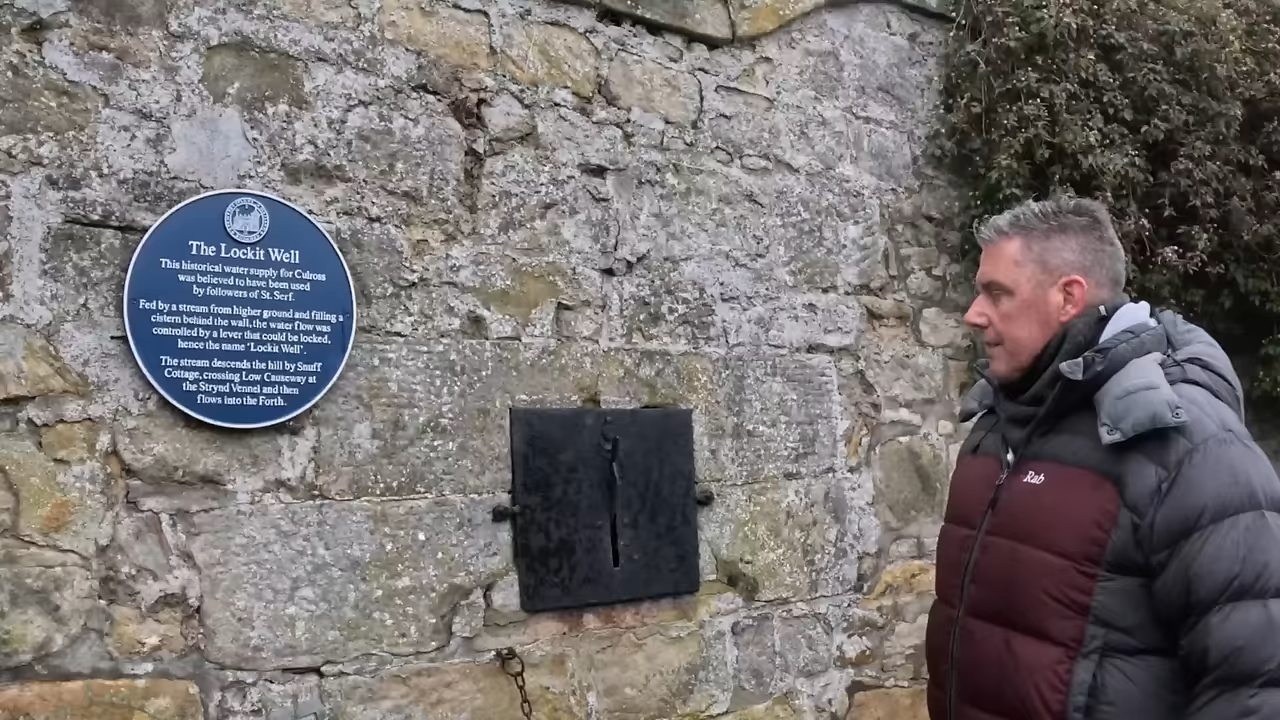 The Lockit Well
This historical water supply for Culross
was believed to have been used
by followers of St. Serf.
Fed by a stream from higher ground and filling a
cistern behind the wall, the water flow was
controlled by a lever that could be locked,
hence the name 'Lockit Well'.
The stream descends the hill by Snuff
Cottage, crossing Low Causeway at
the Strynd Vennel and then
flows into the Forth.
Rab